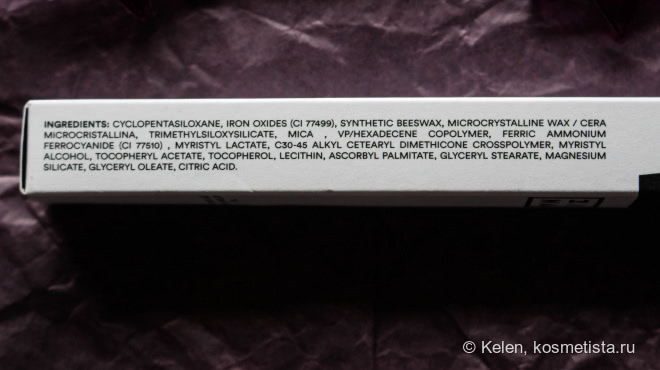 INGREDIENTS: CYCLOPENTASILOXANE, IRON OXIDES (CI 77499), SYNTHETIC BEESWAX, MICROCRYSTALLINE WAX / CERA
MICROCRISTALLINA, TRIMETHYLSILOXYSILICATE, MICA , VP/HEXADECENE COPOLYMER, FERRIC AMMONIUM
FERROCYANIDE (CI 77510) , MYRISTYL LACTATE, C30-45 ALKYL CETEARYL DIMETHICONE CROSSPOLYMER, MYRISTYL
ALCOHOL, TOCOPHERYL ACETATE, TOCOPHEROL, LECITHIN, ASCORBYL PALMITATE, GLYCERYL STEARATE, MAGNESIUM
SILICATE, GLYCERYL OLEATE, CITRIC ACID.
© Kelen, kosmetista.ru